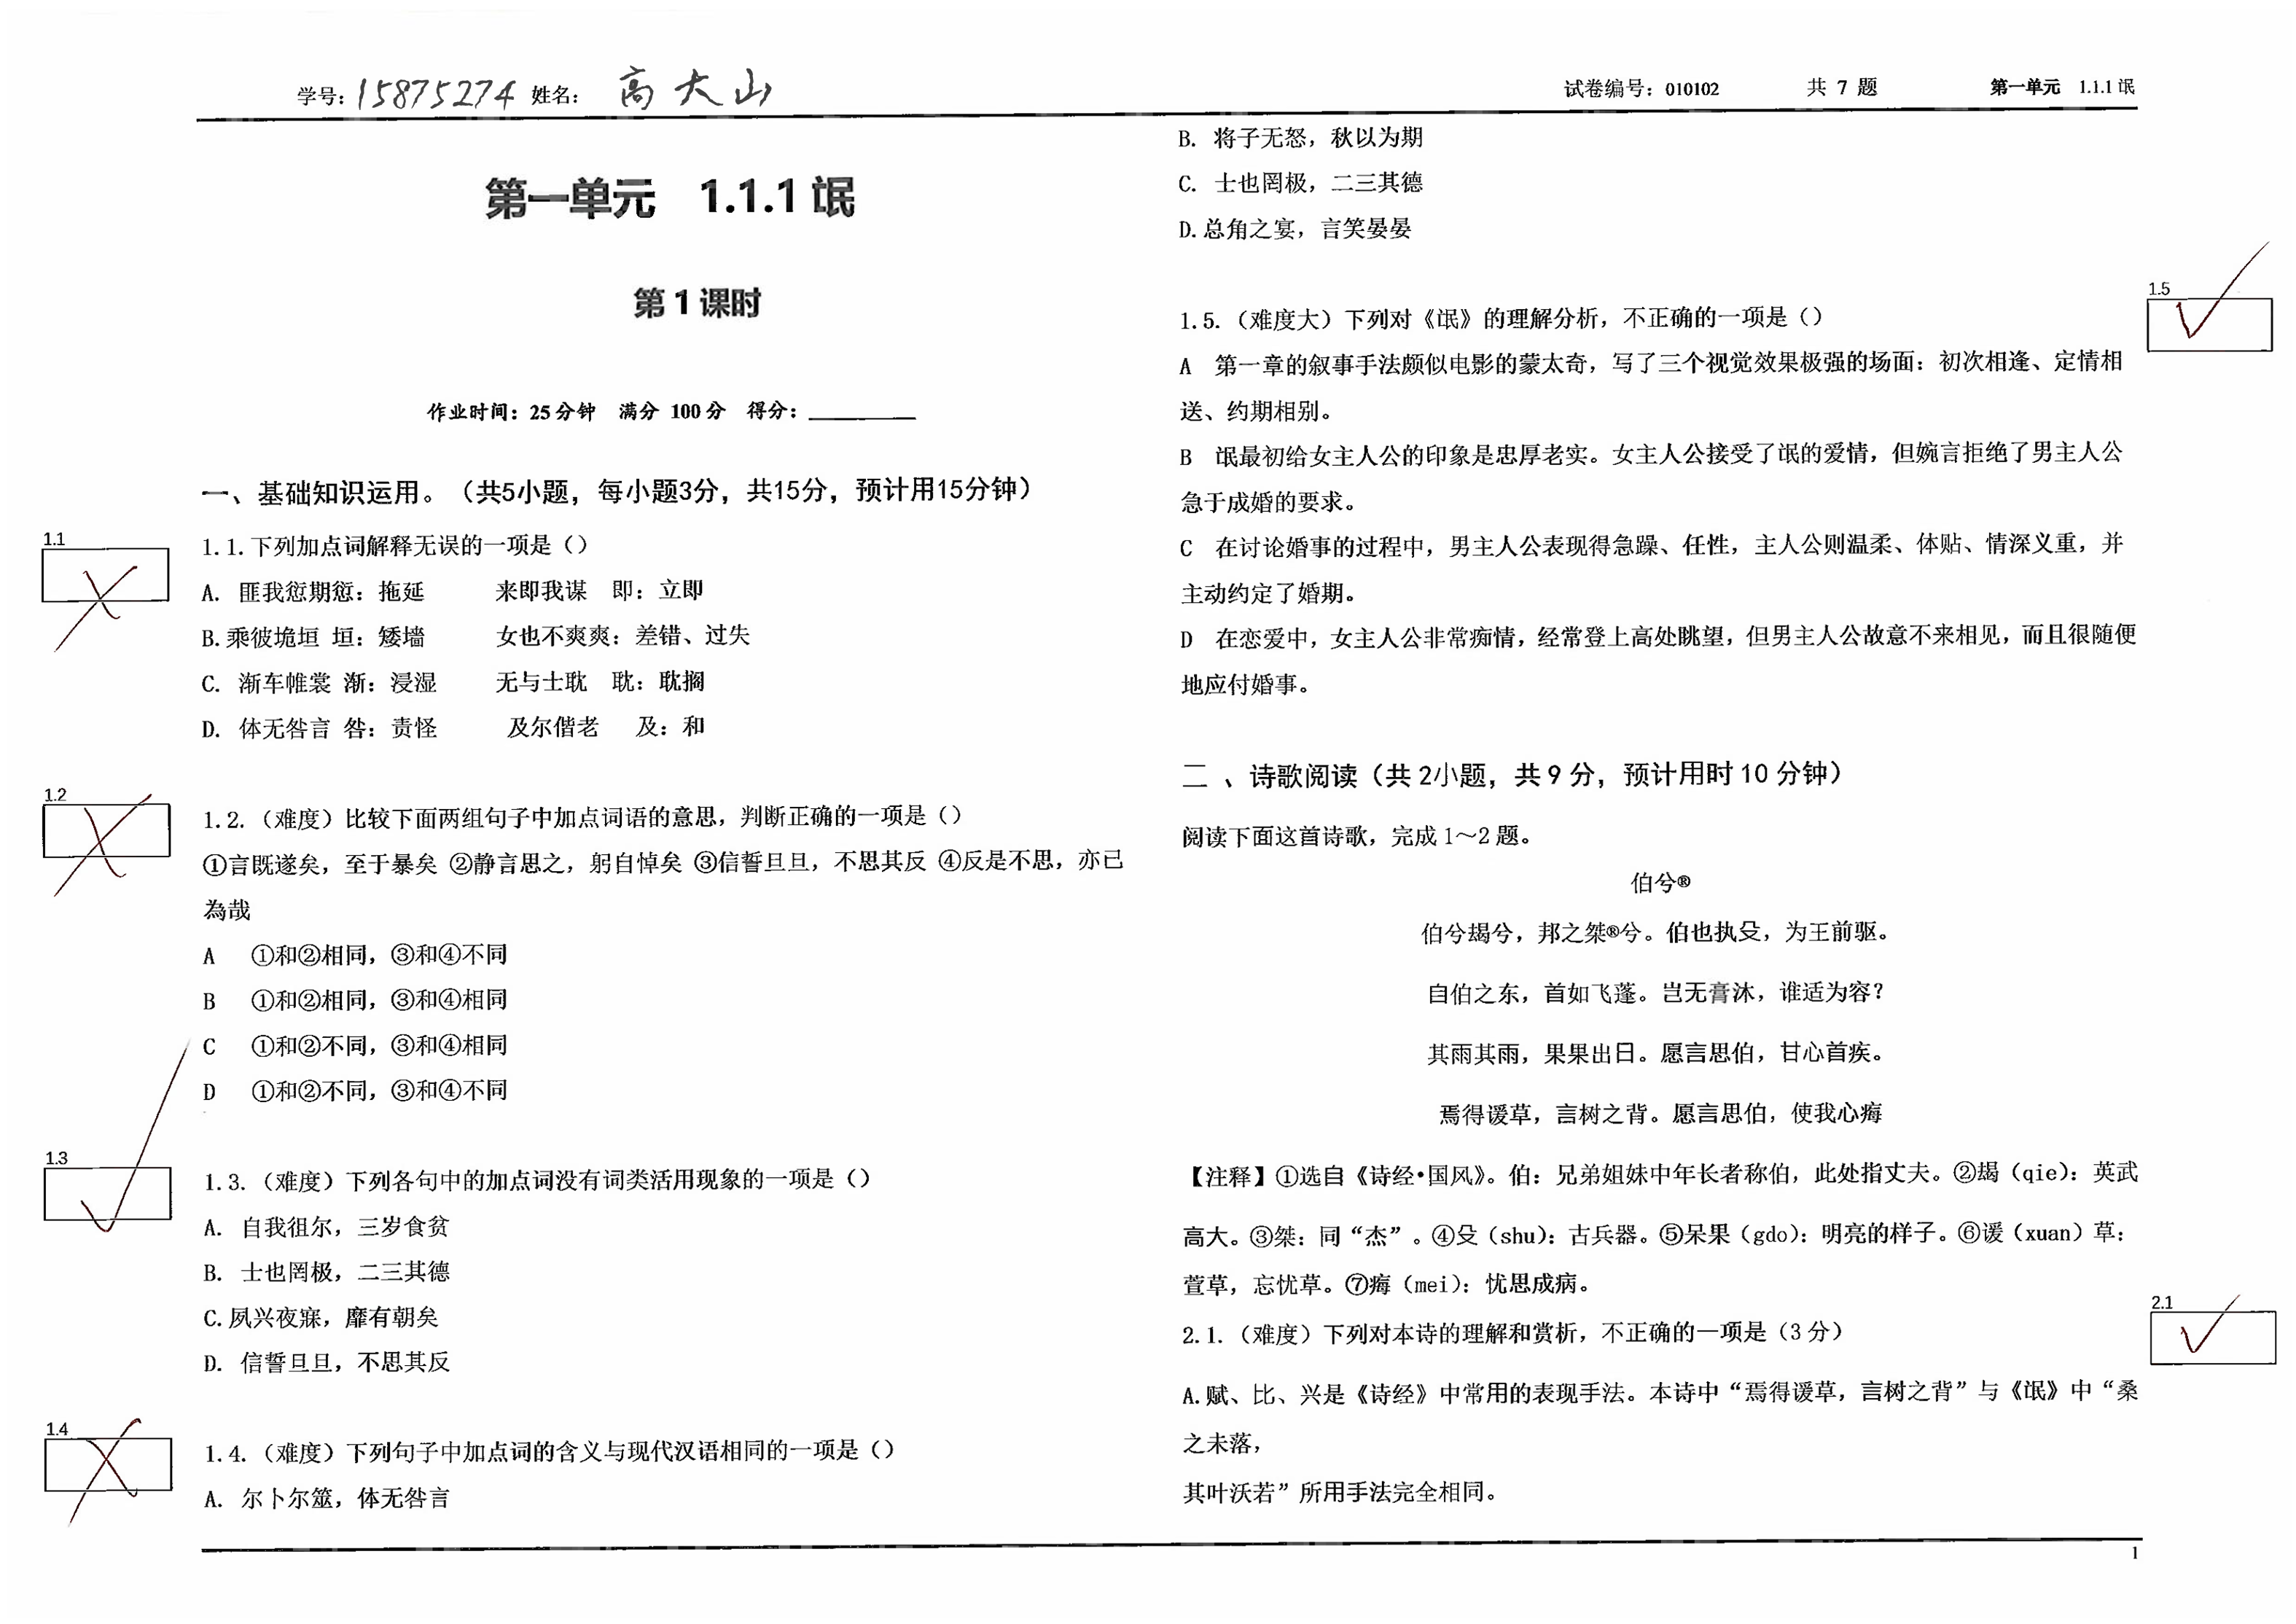 学号：15875274 姓名： 高大山
试卷编号：010102 共 7 题 第一单元 1.1.1 氓
第一单元 1.1.1 氓
第 1 课时
作业时间：25 分钟 满分 100 分 得分：
一、基础知识运用。（共5小题，每小题3分，共15分，预计用15分钟）
1.1
1.1.下列加点词解释无误的一项是（）
A. 匪我愆期愆：拖延 来即我谋 即：立即
B.乘彼垝垣 垣：矮墙 女也不爽爽：差错、过失
C. 渐车帷裳 渐：浸湿 无与士耽 耽：耽搁
D. 体无咎言 咎：责怪 及尔偕老 及：和
1.2
1.2.（难度）比较下面两组句子中加点词语的意思，判断正确的一项是（）
①言既遂矣，至于暴矣 ②静言思之，躬自悼矣 ③信誓旦旦，不思其反 ④反是不思，亦已
為哉
A ①和②相同，③和④不同
B ①和②相同，③和④相同
C ①和②不同，③和④相同
D ①和②不同，③和④不同
1.3
1.3.（难度）下列各句中的加点词没有词类活用现象的一项是（）
A. 自我徂尔，三岁食贫
B. 士也罔极，二三其德
C.夙兴夜寐，靡有朝矣
D. 信誓旦旦，不思其反
1.4
1.4.（难度）下列句子中加点词的含义与现代汉语相同的一项是（）
A. 尔卜尔筮，体无咎言
B. 将子无怒，秋以为期
C. 士也罔极，二三其德
D.总角之宴，言笑晏晏
1.5
1.5.（难度大）下列对《氓》的理解分析，不正确的一项是（）
A 第一章的叙事手法颇似电影的蒙太奇，写了三个视觉效果极强的场面：初次相逢、定情相
送、约期相别。
B 氓最初给女主人公的印象是忠厚老实。女主人公接受了氓的爱情，但婉言拒绝了男主人公
急于成婚的要求。
C 在讨论婚事的过程中，男主人公表现得急躁、任性，主人公则温柔、体贴、情深义重，并
主动约定了婚期。
D 在恋爱中，女主人公非常痴情，经常登上高处眺望，但男主人公故意不来相见，而且很随便
地应付婚事。
二 、诗歌阅读（共 2小题，共 9 分，预计用时 10 分钟）
阅读下面这首诗歌，完成 1～2 题。
伯兮®
伯兮朅兮，邦之桀®兮。伯也执殳，为王前驱。
自伯之东，首如飞蓬。岂无膏沐，谁适为容？
其雨其雨，果果出日。愿言思伯，甘心首疾。
焉得谖草，言树之背。愿言思伯，使我心痗
【注释】①选自《诗经•国风》。伯：兄弟姐妹中年长者称伯，此处指丈夫。②朅（qie）：英武
高大。③桀：同“杰”。④殳（shu）：古兵器。⑤杲果（gdo）：明亮的样子。⑥谖（xuan）草：
萱草，忘忧草。⑦痗（mei）：忧思成病。
2.1
2.1.（难度）下列对本诗的理解和赏析，不正确的一项是（3 分）
A.赋、比、兴是《诗经》中常用的表现手法。本诗中“焉得谖草，言树之背”与《氓》中“桑
之未落，
其叶沃若”所用手法完全相同。
1